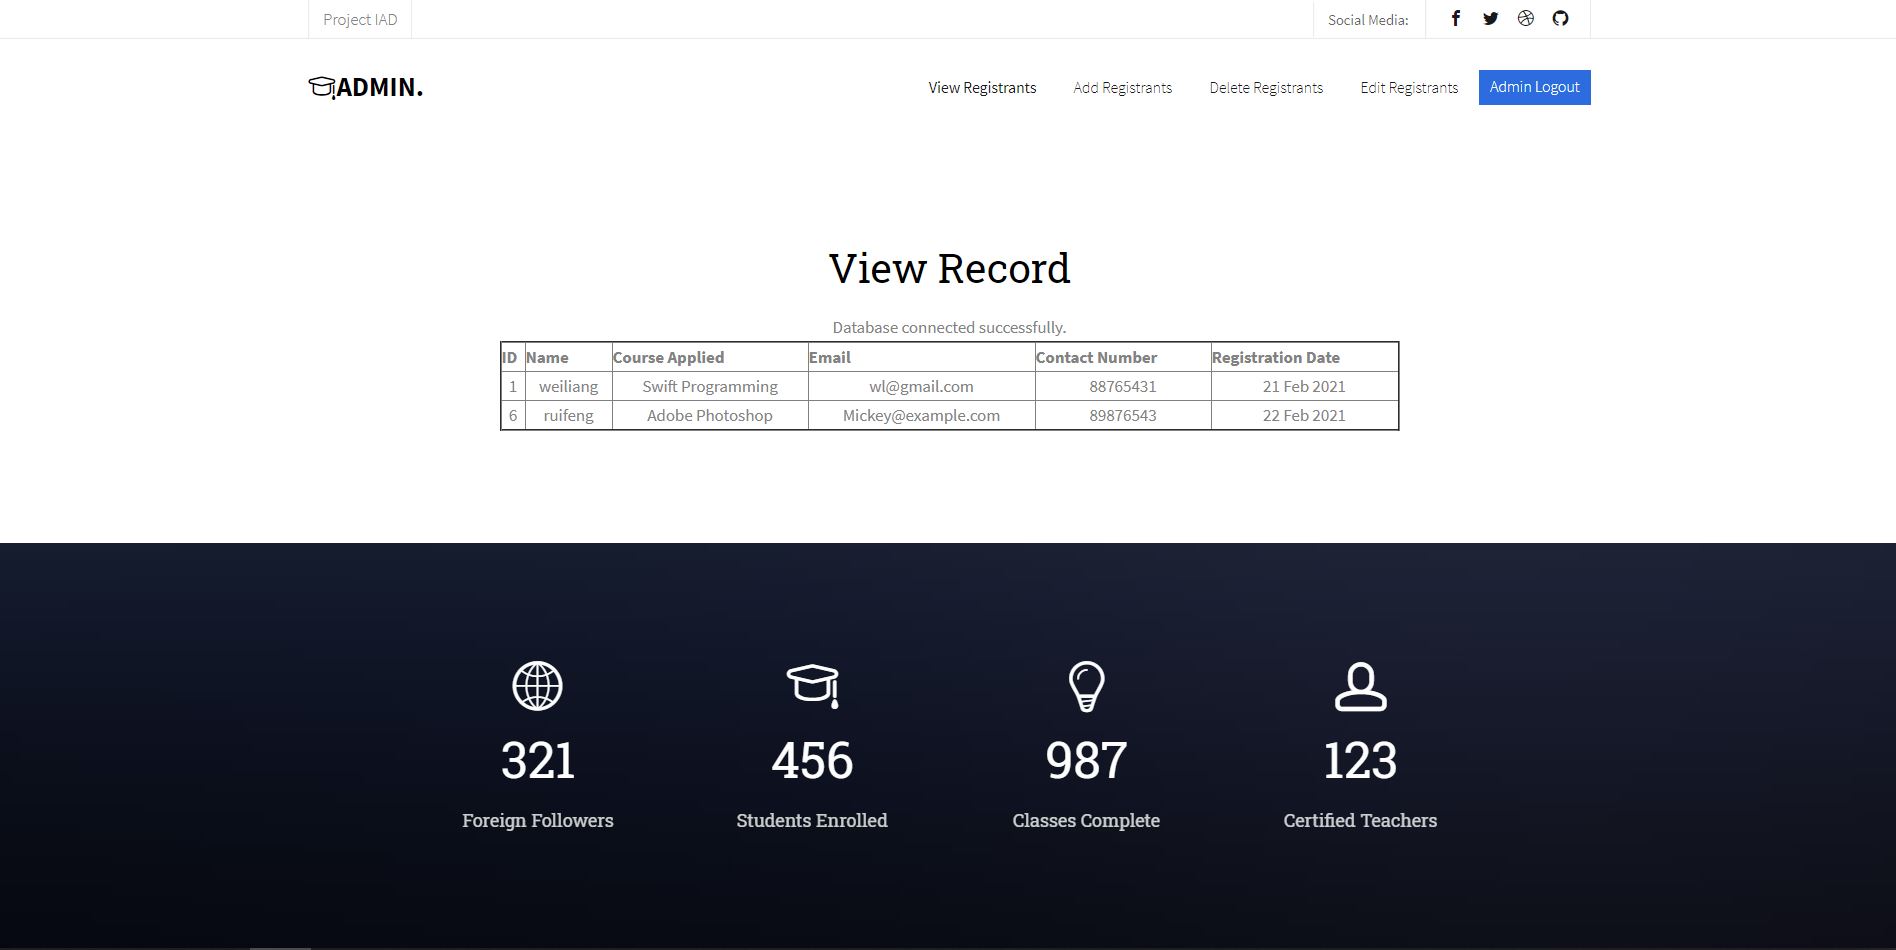 Project IAD
Social Media:
ADMIN.
View Registrants Add Registrants Delete Registrants Edit Registrants Admin Logout
View Record
Database connected successfully.
ID Name Course Applied Email Contact Number Registration Date
1 weiliang Swift Programming wl@gmail.com 88765431 21 Feb 2021
6 ruifeng Adobe Photoshop Mickey@example.com 89876543 22 Feb 2021
321 456 987 123
Foreign Followers Students Enrolled Classes Complete Certified Teachers